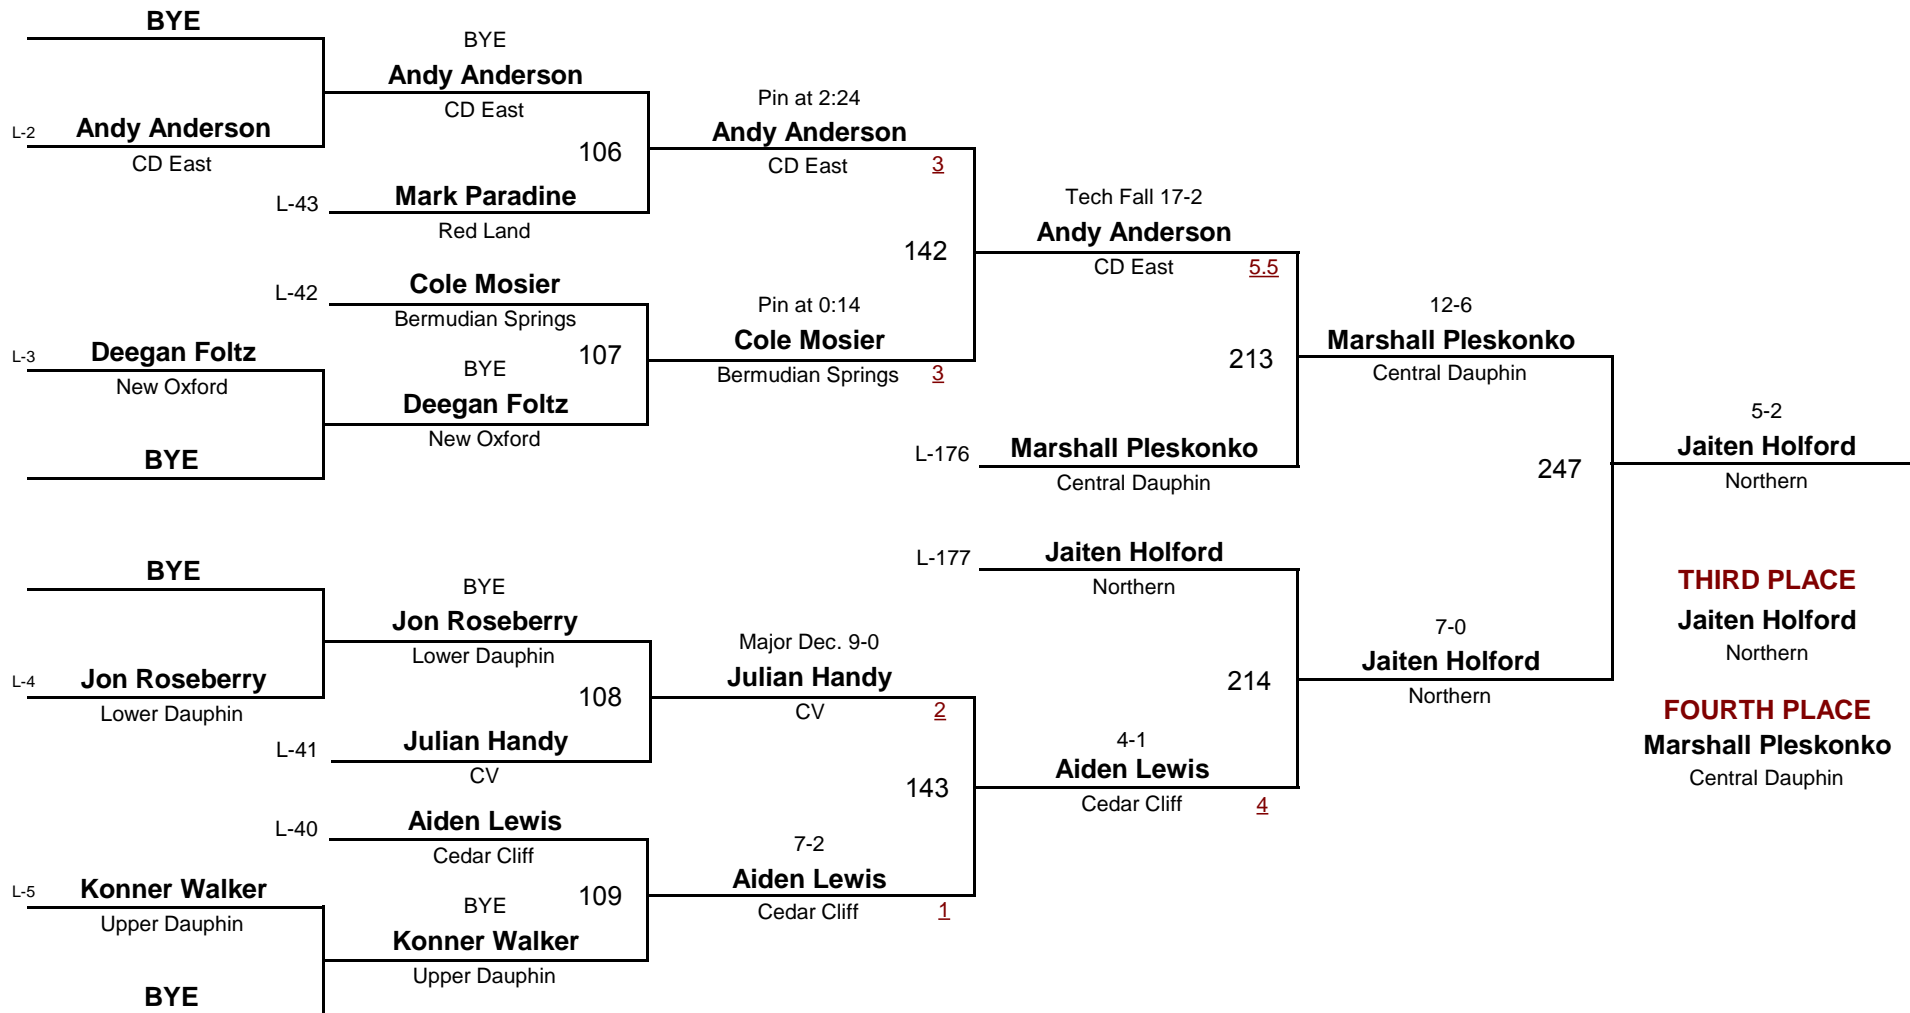 BYE
BYE
Andy Anderson
CD East
L-2 Andy Anderson
CD East
106
Pin at 2:24
Andy Anderson
CD East 3
L-43 Mark Paradine
Red Land
142
Tech Fall 17-2
Andy Anderson
CD East 5.5
L-42 Cole Mosier
Bermudian Springs
Pin at 0:14
Cole Mosier
Bermudian Springs 3
L-3 Deegan Foltz
New Oxford
107
BYE
Deegan Foltz
New Oxford
BYE
213
12-6
Marshall Pleskonko
Central Dauphin
L-176 Marshall Pleskonko
Central Dauphin
247
5-2
Jaiten Holford
Northern
BYE
BYE
Jon Roseberry
Lower Dauphin
L-4 Jon Roseberry
Lower Dauphin
108
Major Dec. 9-0
Julian Handy
CV 2
L-41 Julian Handy
CV
L-177 Jaiten Holford
Northern
214
7-0
Jaiten Holford
Northern
143
4-1
Aiden Lewis
Cedar Cliff 4
L-40 Aiden Lewis
Cedar Cliff
7-2
Aiden Lewis
Cedar Cliff 1
L-5 Konner Walker
Upper Dauphin
109
BYE
Konner Walker
Upper Dauphin
BYE
THIRD PLACE
Jaiten Holford
Northern
FOURTH PLACE
Marshall Pleskonko
Central Dauphin